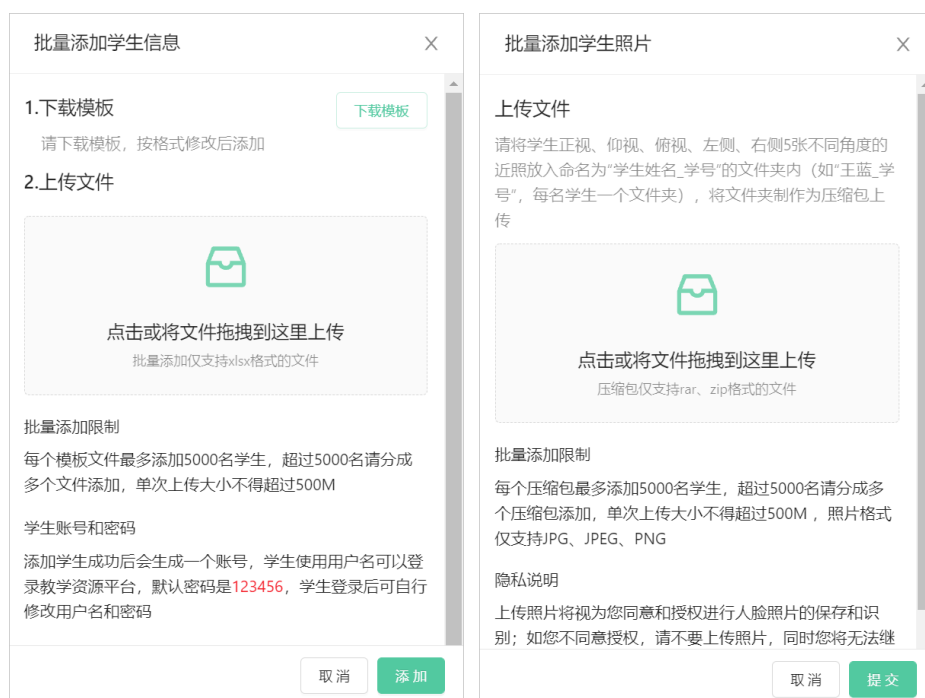 批量添加学生信息
1.下载模板
下载模板
请下载模板，按格式修改后添加
2.上传文件
点击或将文件拖拽到这里上传
批量添加仅支持xlsx格式的文件
批量添加限制
每个模板文件最多添加5000名学生，超过5000名请分成
多个文件添加，单次上传大小不得超过500M
学生账号和密码
添加学生成功后会生成一个账号，学生使用用户名可以登
录教学资源平台，默认密码是123456，学生登录后可自行
修改用户名和密码
取消
添加
批量添加学生照片
上传文件
请将学生正视、仰视、俯视、左侧、右侧5张不同角度的
近照放入命名为“学生姓名_学号”的文件夹内（如“王蓝_学
号”，每名学生一个文件夹），将文件夹制作为压缩包上
传
点击或将文件拖拽到这里上传
压缩包仅支持rar、zip格式的文件
批量添加限制
每个压缩包最多添加5000名学生，超过5000名请分成多
个压缩包添加，单次上传大小不得超过500M ，照片格式
仅支持JPG、JPEG、PNG
隐私说明
上传照片将视为您同意和授权进行人脸照片的保存和识
别；如您不同意授权，请不要上传照片，同时您将无法继
取消
提交